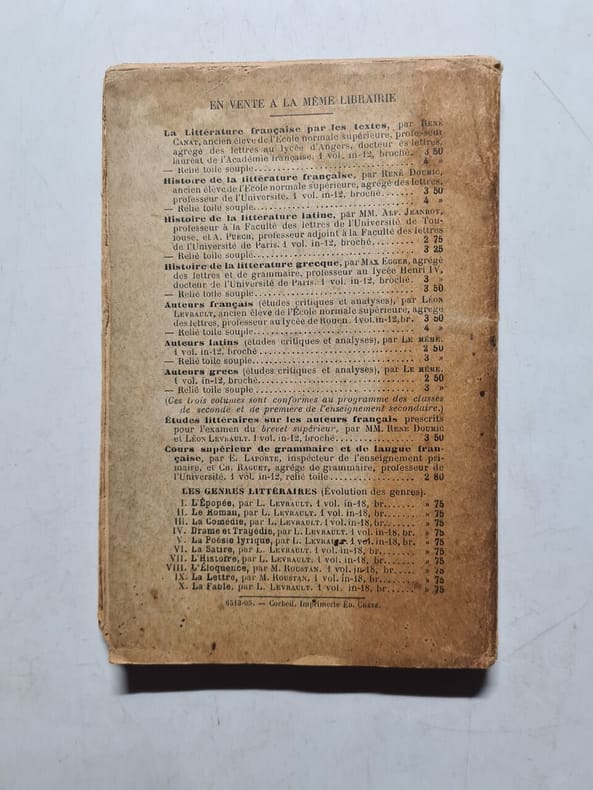 EN VENTE A LA MÊME LIBRAIRIE
La Littérature française par les textes, par RENÉ
CANAT, ancien élève de l'École normale supérieure, professeur
agrégé des lettres au lycée d'Angers, docteur ès lettres,
lauréat de l'Académie française. 1 vol. in-12, broché. 3 50
— Relié toile souple........ 4 »
Histoire de la littérature française, par RENÉ DOUMIC,
ancien élève de l'École normale supérieure, agrégé des lettres,
professeur de l'Université. 1 vol. in-12, broché........ 3 50
— Relié toile souple........ 4 »
Histoire de la littérature latine, par MM. ALF. JEANROY,
professeur à la Faculté des lettres de l'Université de Tou-
louse, et A. PUECH, professeur adjoint à la Faculté des lettres
de l'Université de Paris. 1 vol. in-12, broché........ 2 75
— Relié toile souple........ 3 25
Histoire de la littérature grecque, par MAX EGGER, agrégé
des lettres et de grammaire, professeur au lycée Henri IV,
docteur de l'Université de Paris. 1 vol. in-12, broché. 3 »
— Relié toile souple........ 3 50
Auteurs français (études critiques et analyses), par LÉON
LEVRAULT, ancien élève de l'École normale supérieure, agrégé
des lettres, professeur au lycée de Rouen. 1 vol. in-12, br. 3 50
— Relié toile souple........ 4 »
Auteurs latins (études critiques et analyses), par LE MÊME.
1 vol. in-12, broché........ 2 50
— Relié toile souple........ 3 »
Auteurs grecs (études critiques et analyses), par LE MÊME.
1 vol. in-12, broché........ 2 50
— Relié toile souple........ 3 »
(Ces trois volumes sont conformes au programme des classes
de seconde et de première de l'enseignement secondaire.)
Études littéraires sur les auteurs français prescrits
pour l'examen du brevet supérieur, par MM. RENÉ DOUMIC
et LÉON LEVRAULT. 1 vol. in-12, broché........ 3 50
Cours supérieur de grammaire et de langue fran-
çaise, par E. LAPORTE, inspecteur de l'enseignement pri-
maire, et CH. RAGUET, agrégé de grammaire, professeur de
l'Université. 1 vol. in-12, relié toile........ 2 80
LES GENRES LITTÉRAIRES (Évolution des genres).
I. L'Épopée, par L. LEVRAULT. 1 vol. in-18, br...... » 75
II. Le Roman, par L. LEVRAULT. 1 vol. in-18, br...... » 75
III. La Comédie, par L. LEVRAULT. 1 vol. in-18, br..... » 75
IV. Drame et Tragédie, par L. LEVRAULT. 1 vol. in-18, br. » 75
V. La Poésie lyrique, par L. LEVRAULT. 1 vol. in-18, br. » 75
VI. La Satire, par L. LEVRAULT. 1 vol. in-18, br...... » 75
VII. L'Histoire, par L. LEVRAULT. 1 vol. in-18, br..... » 75
VIII. L'Éloquence, par M. ROUSTAN. 1 vol. in-18, br.... » 75
IX. La Lettre, par M. ROUSTAN. 1 vol. in-18, br...... » 75
X. La Fable, par L. LEVRAULT. 1 vol. in-18, br...... » 75
6513-05. — Corbeil, Imprimerie ÉD. CRÉTÉ.